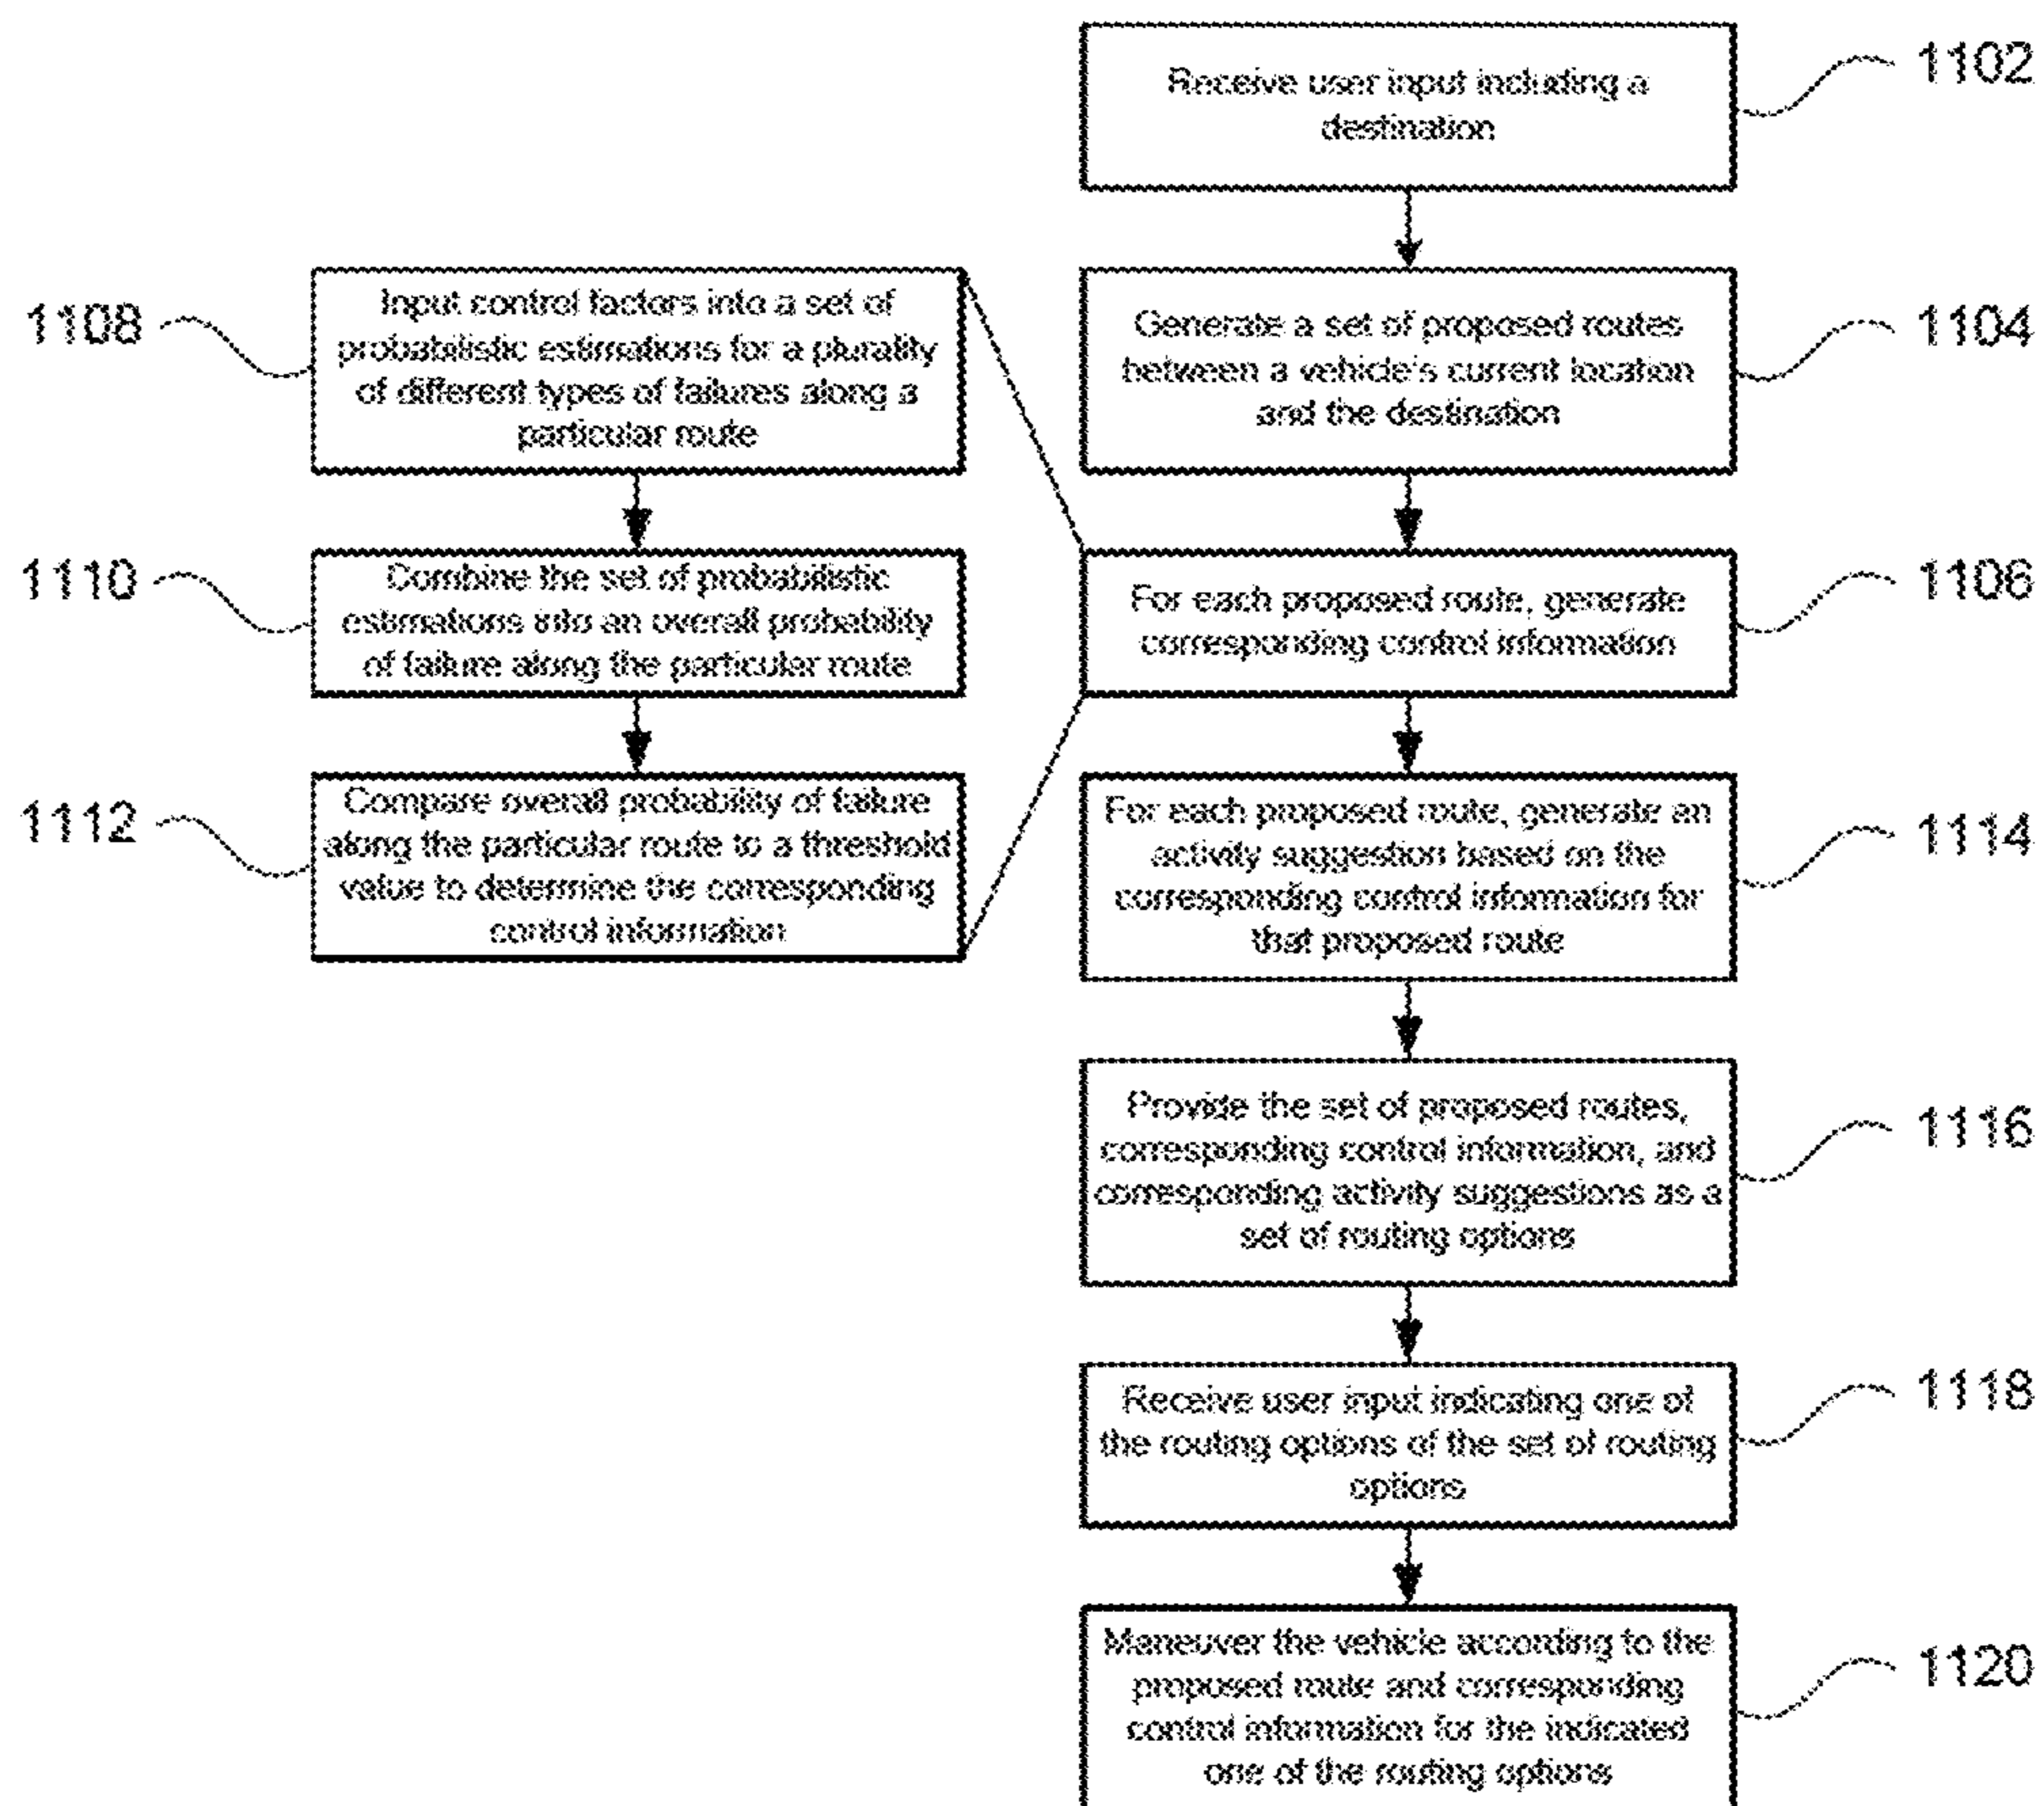 Receive user input including a
destination
1102
Generate a set of proposed routes
between a vehicle's current location
and the destination
1104
1108
Input control factors into a set of
probabilistic estimations for a plurality
of different types of failures along a
particular route
For each proposed route, generate
corresponding control information
1106
1110
Combine the set of probabilistic
estimations into an overall probability
of failure along the particular route
1112
Compare overall probability of failure
along the particular route to a threshold
value to determine the corresponding
control information
For each proposed route, generate an
activity suggestion based on the
corresponding control information for
that proposed route
1114
Provide the set of proposed routes,
corresponding control information, and
corresponding activity suggestions as a
set of routing options
1116
Receive user input indicating one of
the routing options of the set of routing
options
1118
Maneuver the vehicle according to the
proposed route and corresponding
control information for the indicated
one of the routing options
1120